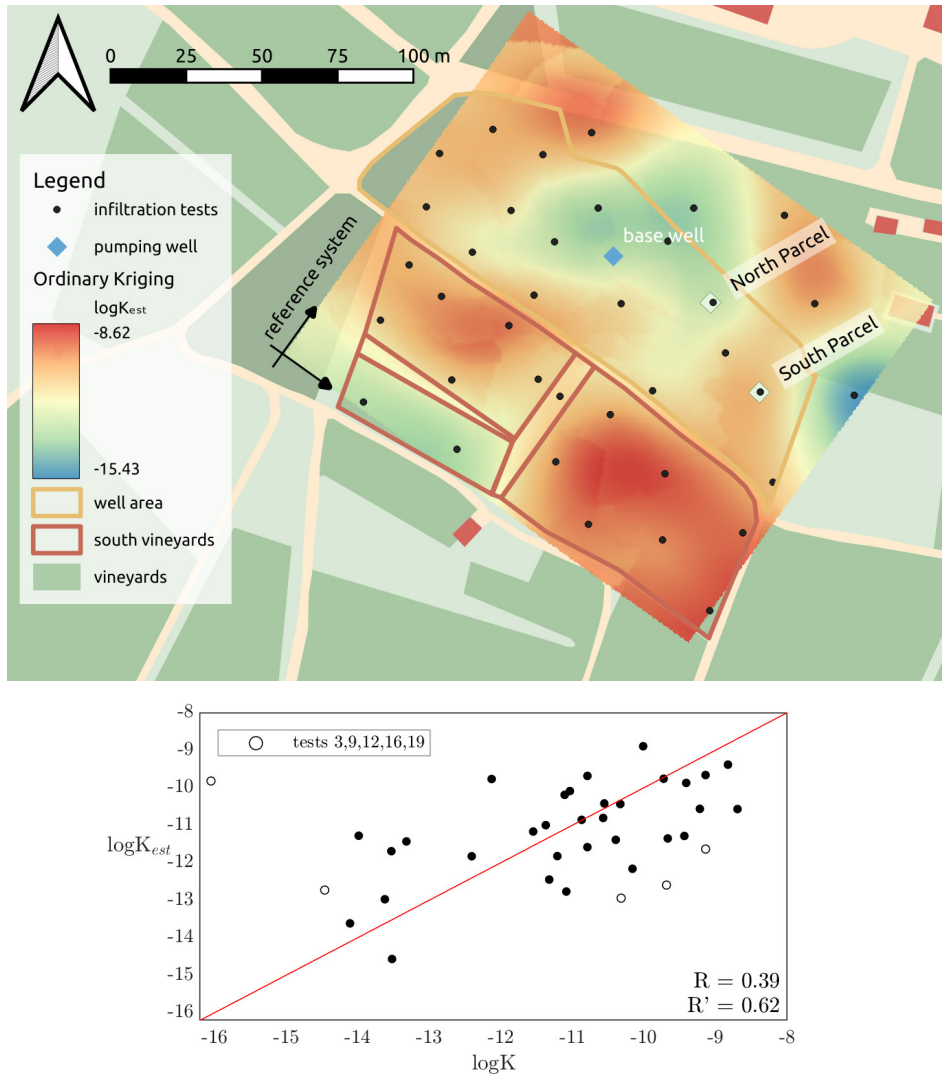 0 25 50 75 100 m
Legend
infiltration tests
pumping well
Ordinary Kriging
logKₑₛₜ
-8.62
-15.43
well area
south vineyards
vineyards
reference system
base well
North Parcel
South Parcel
-8
-9
-10
-11
-12
-13
-14
-15
-16
logK_est
tests 3,9,12,16,19
R = 0.39
R' = 0.62
-16 -15 -14 -13 -12 -11 -10 -9 -8
logK